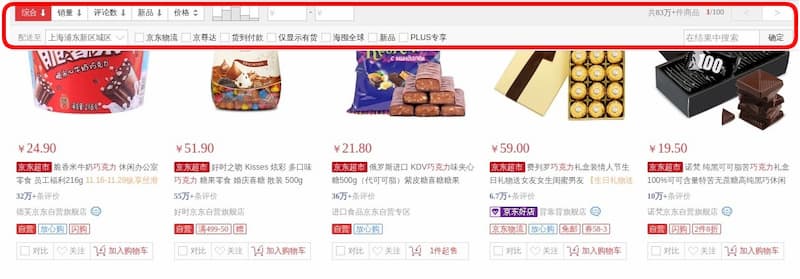 综合 销量 评论数 新品 价格 ¥ - ¥ 共83万+件商品 1/100 < >
配送至 上海浦东新区城区 京东物流 京尊达 货到付款 仅显示有货 海囤全球 新品 PLUS专享 在结果中搜索 确定
100
￥24.90
京东超市 脆香米牛奶巧克力 休闲办公室
零食 员工福利216g
32万+条评价
德芙京东自营旗舰店
自营 放心购 闪购
对比 关注 加入购物车
￥51.90
京东超市 好时之吻 Kisses 炫彩 多口味
巧克力 糖果零食 婚庆喜糖 散装 500g
55万+条评价
好时京东自营旗舰店
自营 满499-50 赠
对比 关注 加入购物车
￥21.80
京东超市 俄罗斯进口 KDV巧克力味夹心
糖500g（代可可脂）紫皮糖喜糖糖果
36万+条评价
进口食品京东自营专区
自营 放心购
对比 关注 1件起售
￥59.00
京东超市 费列罗巧克力礼盒装情人节生
日礼物送女友女生闺蜜男友 【生日礼物送
6.7万+条评价
京东好店 百智百旗舰店
京东物流 放心购 免邮 券58-3
对比 关注 加入购物车
￥19.50
京东超市 诺梵 纯黑可可脂苦巧克力礼盒
100%可可含量特苦无蔗糖高纯黑巧休闲
10万+条评价
诺梵京东自营旗舰店
自营 闪购 2件8折
对比 关注 加入购物车